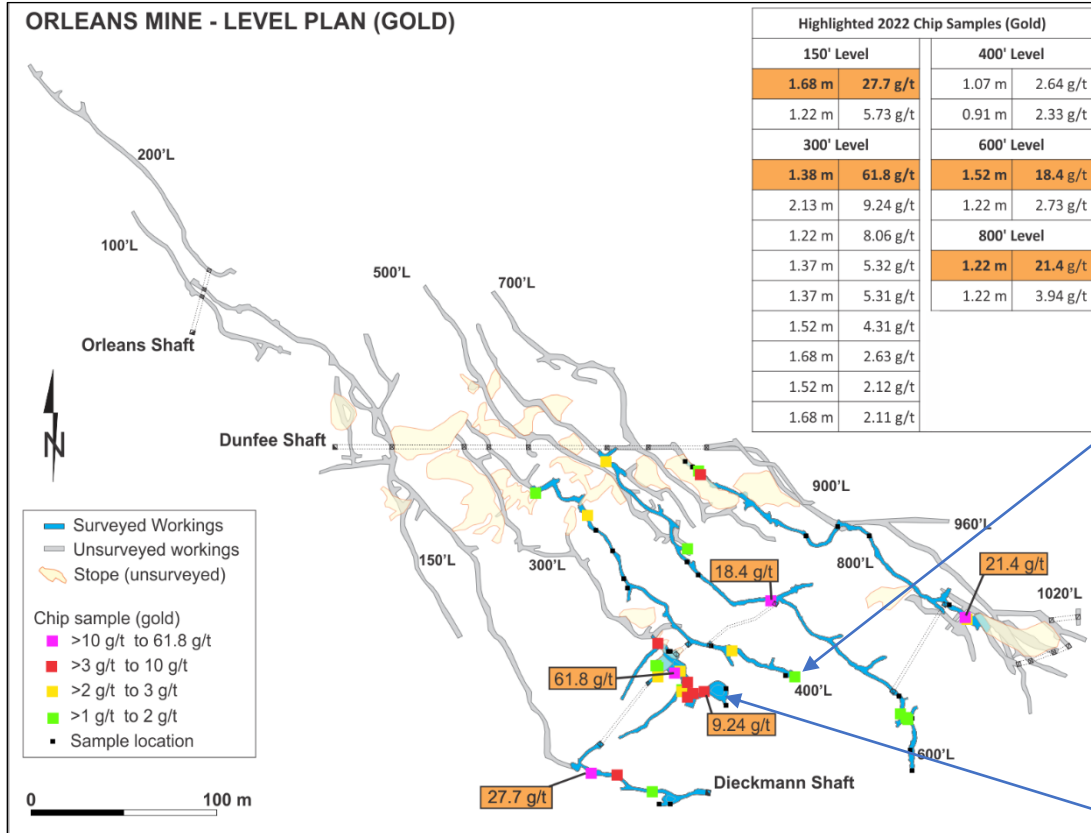 ORLEANS MINE - LEVEL PLAN (GOLD)
Highlighted 2022 Chip Samples (Gold)
150' Level
1.68 m 27.7 g/t
1.22 m 5.73 g/t
300' Level
1.38 m 61.8 g/t
2.13 m 9.24 g/t
1.22 m 8.06 g/t
1.37 m 5.32 g/t
1.37 m 5.31 g/t
1.52 m 4.31 g/t
1.68 m 2.63 g/t
1.52 m 2.12 g/t
1.68 m 2.11 g/t
400' Level
1.07 m 2.64 g/t
0.91 m 2.33 g/t
600' Level
1.52 m 18.4 g/t
1.22 m 2.73 g/t
800' Level
1.22 m 21.4 g/t
1.22 m 3.94 g/t
200'L
100'L
500'L
700'L
Orleans Shaft
N
Dunfee Shaft
900'L
960'L
150'L
300'L
800'L
18.4 g/t
21.4 g/t
1020'L
61.8 g/t
400'L
9.24 g/t
600'L
27.7 g/t
Dieckmann Shaft
Surveyed Workings
Unsurveyed workings
Stope (unsurveyed)
Chip sample (gold)
>10 g/t to 61.8 g/t
>3 g/t to 10 g/t
>2 g/t to 3 g/t
>1 g/t to 2 g/t
Sample location
0 100 m